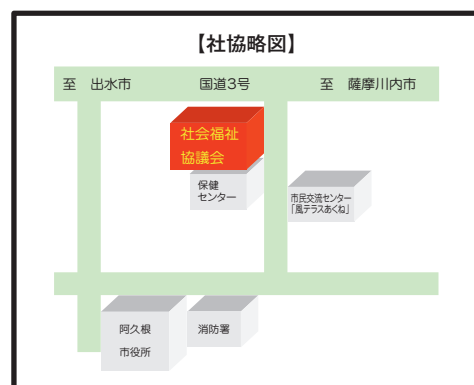 【社協略図】
至 出水市 国道3号 至 薩摩川内市
社会福祉
協議会
保健
センター
市民交流センター
「風テラスあくね」
阿久根
市役所
消防署